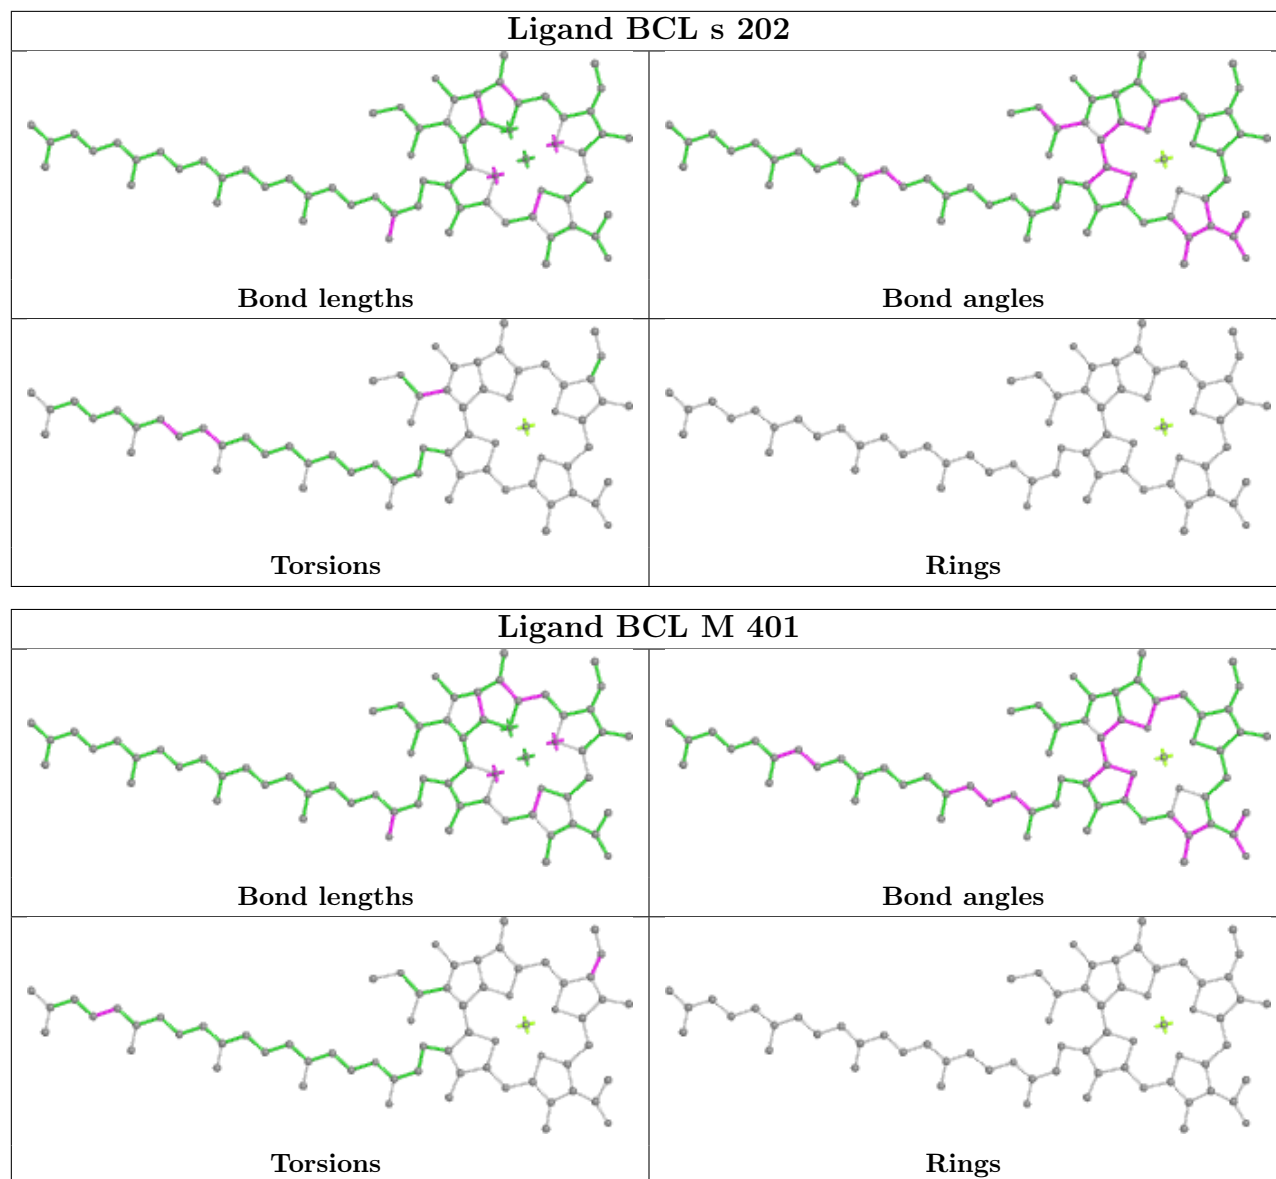 Ligand BCL s 202
Bond lengths
Bond angles
Torsions
Rings
Ligand BCL M 401
Bond lengths
Bond angles
Torsions
Rings